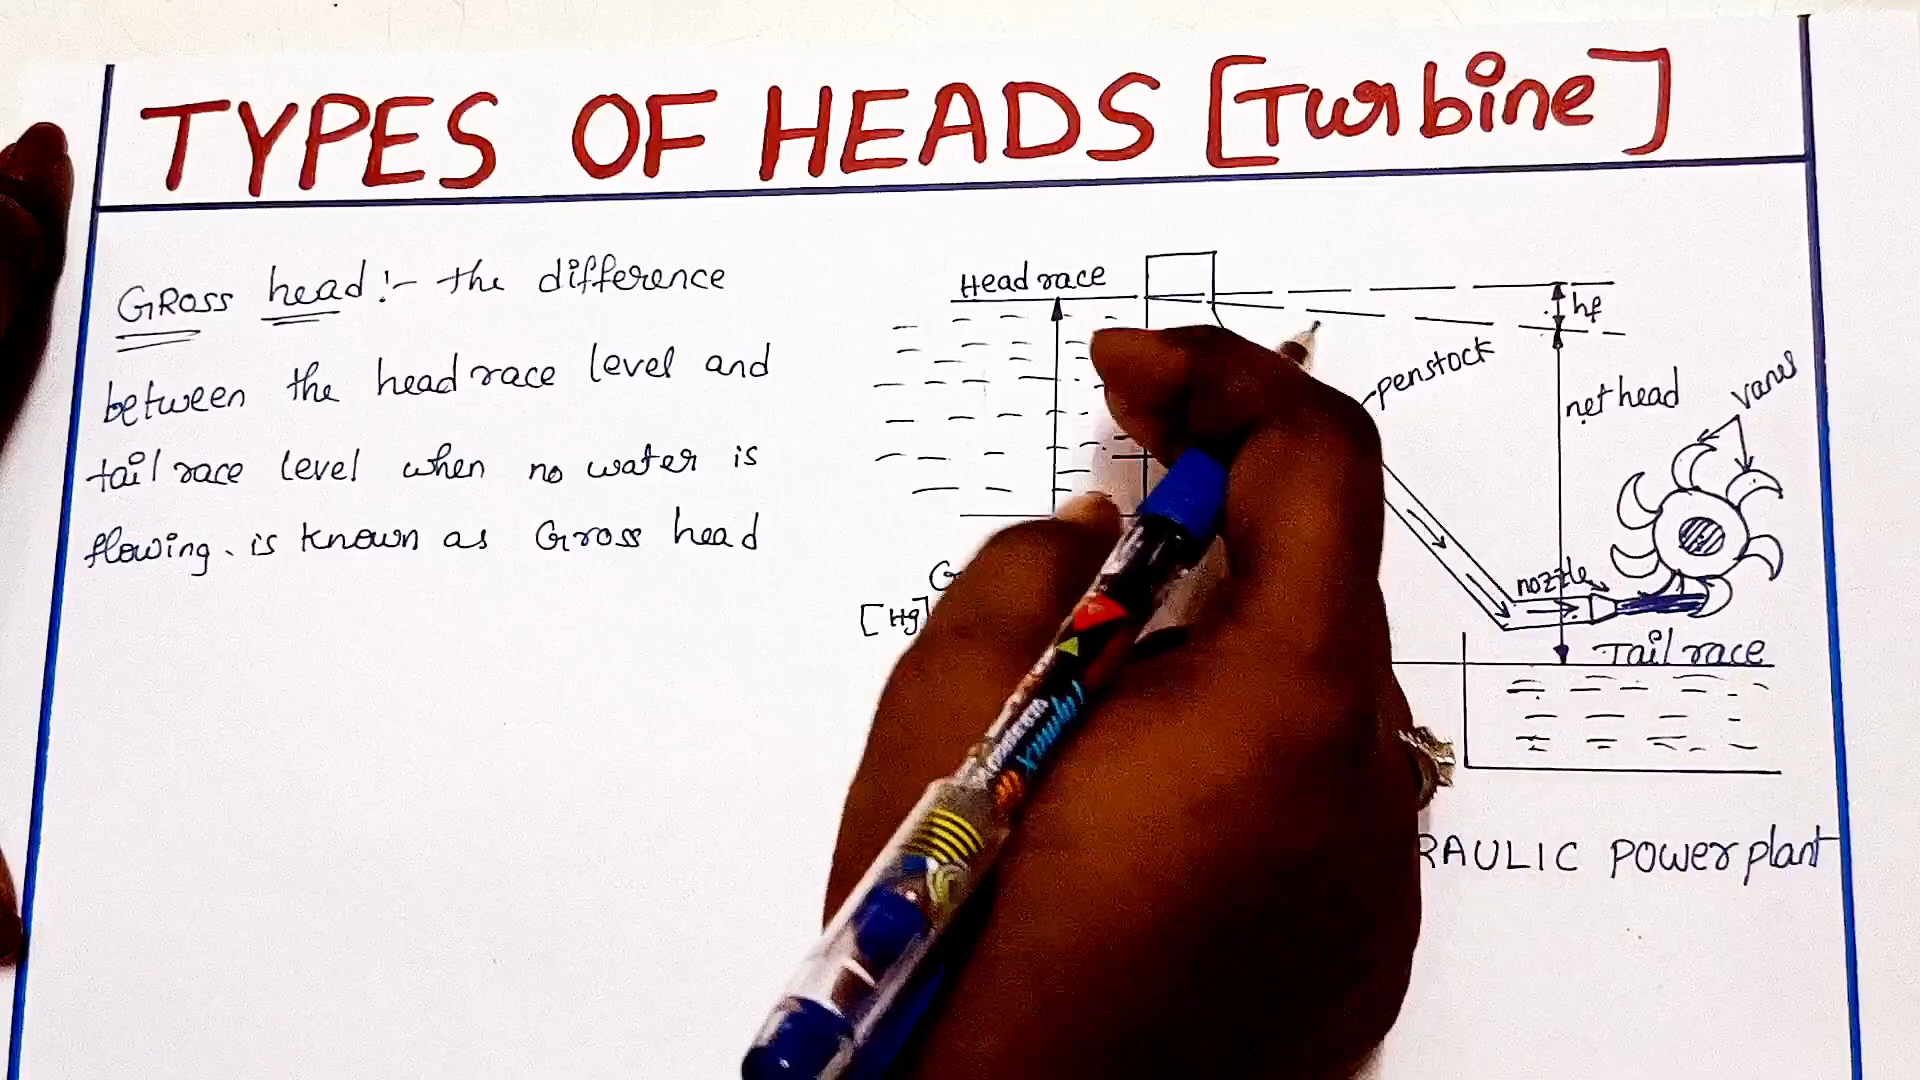 TYPES OF HEADS [Turbine]
GRoss head:- the difference
between the head race level and
tail race level when no water is
flowing. is known as Gross head
Head race
hf
penstock
net head
vanes
nozzle
[Hg]
Tail race
power plant